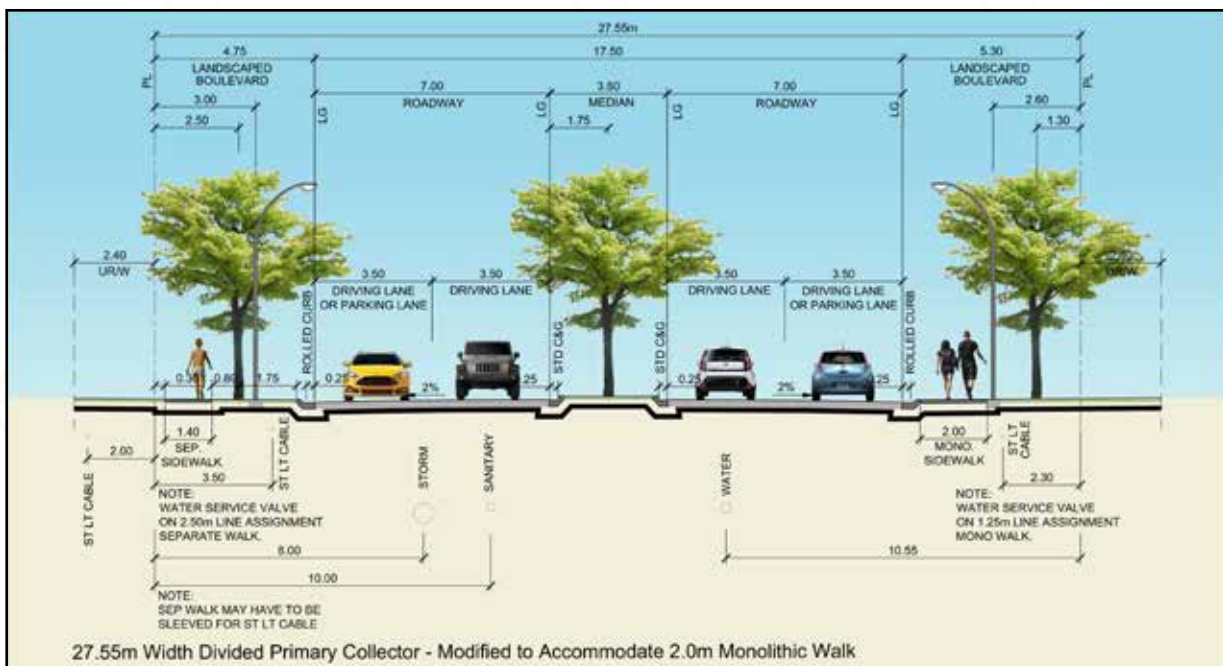 27.55m
4.75
17.50
5.30
LANDSCAPED
BOULEVARD
LANDSCAPED
BOULEVARD
PL
PL
7.00
3.50
7.00
ROADWAY
MEDIAN
ROADWAY
3.00
2.60
LG
LG
LG
LG
2.50
1.75
1.30
2.40
UR/W
3.50
3.50
3.50
3.50
DRIVING LANE
OR PARKING LANE
DRIVING LANE
DRIVING LANE
DRIVING LANE
OR PARKING LANE
ROLLED CURB
STD C&G
STD C&G
ROLLED CURB
0.80
1.75
0.25
2%
.25
0.25
2%
.25
1.40
SEP.
SIDEWALK
2.00
MONO.
SIDEWALK
2.00
3.50
2.30
ST LT CABLE
ST LT CABLE
STORM
SANITARY
WATER
ST LT
CABLE
NOTE:
WATER SERVICE VALVE
ON 2.50m LINE ASSIGNMENT
SEPARATE WALK.
NOTE:
WATER SERVICE VALVE
ON 1.25m LINE ASSIGNMENT
MONO WALK.
8.00
10.55
10.00
NOTE:
SEP WALK MAY HAVE TO BE
SLEEVED FOR ST LT CABLE
27.55m Width Divided Primary Collector - Modified to Accommodate 2.0m Monolithic Walk